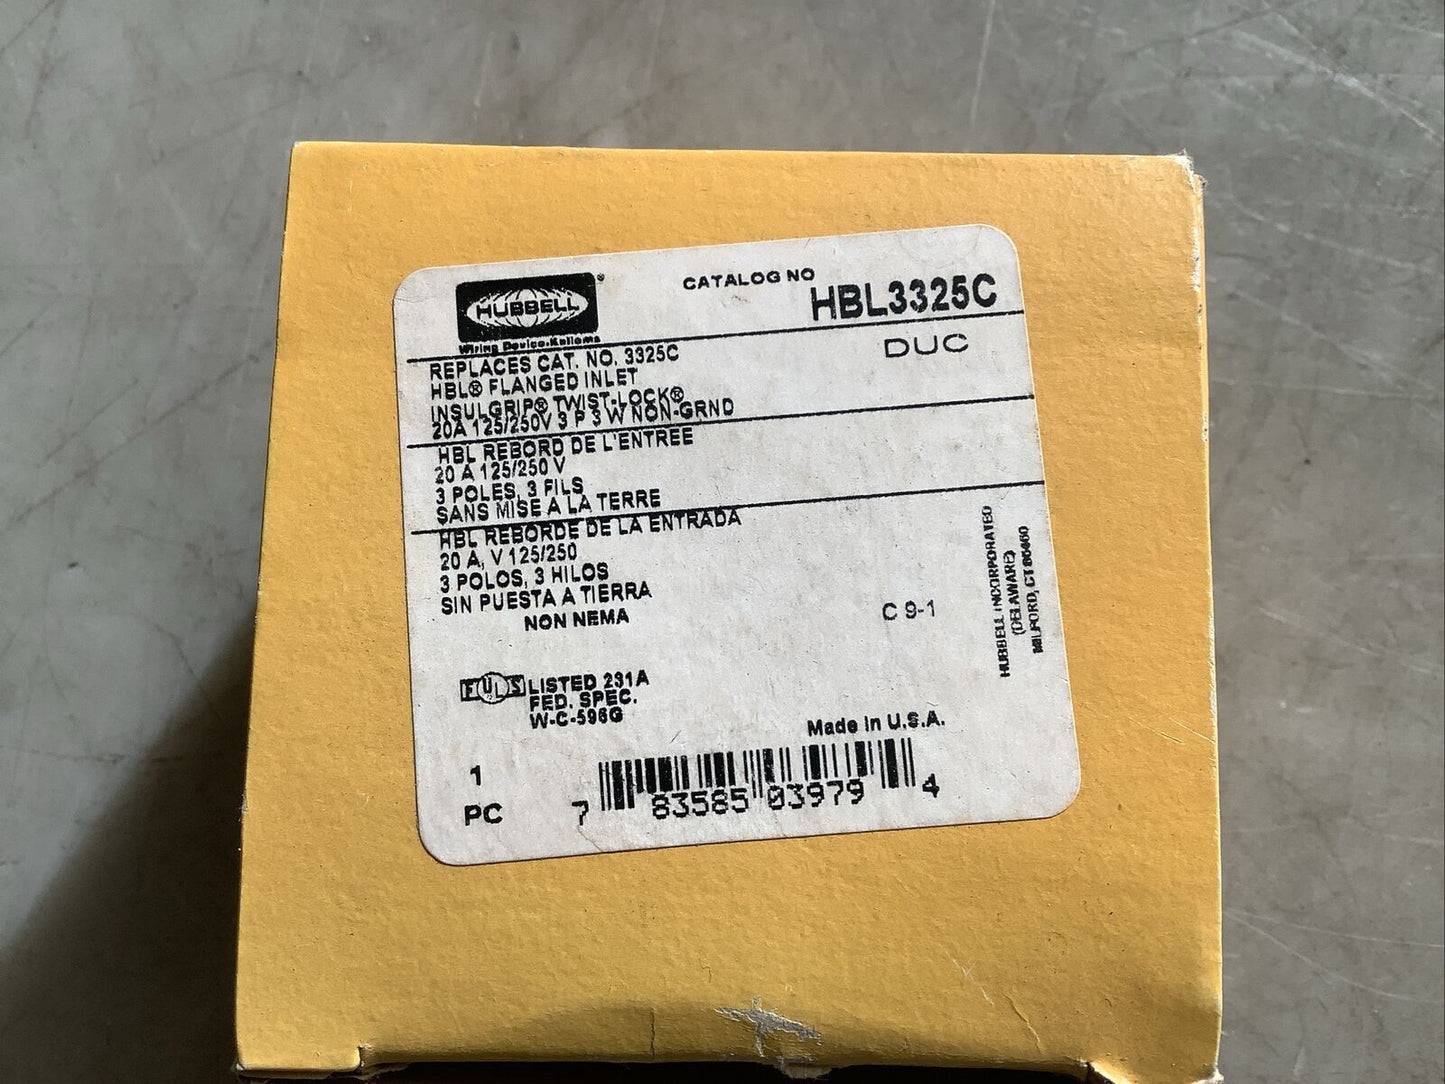 HUBBELL®
Wiring Device-Kellems
CATALOG NO
HBL3325C
DUC
REPLACES CAT. NO. 3325C
HBL® FLANGED INLET
INSULGRIP® TWIST-LOCK®
20A 125/250V 3 P 3 W NON-GRND
HBL REBORD DE L'ENTREE
20 A 125/250 V
3 POLES, 3 FILS
SANS MISE A LA TERRE
HBL REBORDE DE LA ENTRADA
20 A, V 125/250
3 POLOS, 3 HILOS
SIN PUESTA A TIERRA
NON NEMA
C 9-1
HUBBELL INCORPORATED
(DELAWARE)
MILFORD, CT 06460
F UL S LISTED 231A
FED. SPEC.
W-C-596G
Made in U.S.A.
1
PC
7 83585 03979 4